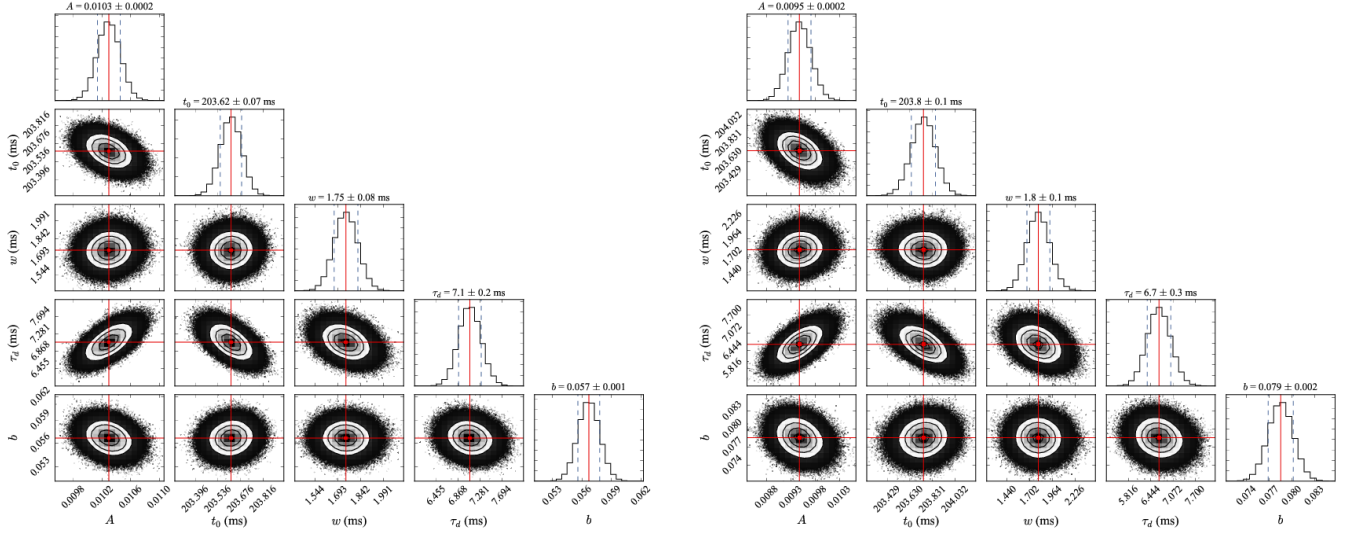 A = 0.0103 ± 0.0002
t0 = 203.62 ± 0.07 ms
w = 1.75 ± 0.08 ms
τd = 7.1 ± 0.2 ms
b = 0.057 ± 0.001
t0 (ms)
203.816
203.676
203.536
203.396
w (ms)
1.991
1.842
1.693
1.544
τd (ms)
7.694
7.281
6.868
6.455
b
0.062
0.059
0.056
0.053
0.0098 0.0102 0.0106 0.0110
203.396 203.536 203.676 203.816
1.544 1.693 1.842 1.991
6.455 6.868 7.281 7.694
0.053 0.056 0.059 0.062
A t0 (ms) w (ms) τd (ms) b
A = 0.0095 ± 0.0002
t0 = 203.8 ± 0.1 ms
w = 1.8 ± 0.1 ms
τd = 6.7 ± 0.3 ms
b = 0.079 ± 0.002
t0 (ms)
204.032
203.831
203.630
203.429
w (ms)
2.226
1.964
1.702
1.440
τd (ms)
7.700
7.072
6.444
5.816
b
0.083
0.080
0.077
0.074
0.0088 0.0093 0.0098 0.0103
203.429 203.630 203.831 204.032
1.440 1.702 1.964 2.226
5.816 6.444 7.072 7.700
0.074 0.077 0.080 0.083
A t0 (ms) w (ms) τd (ms) b